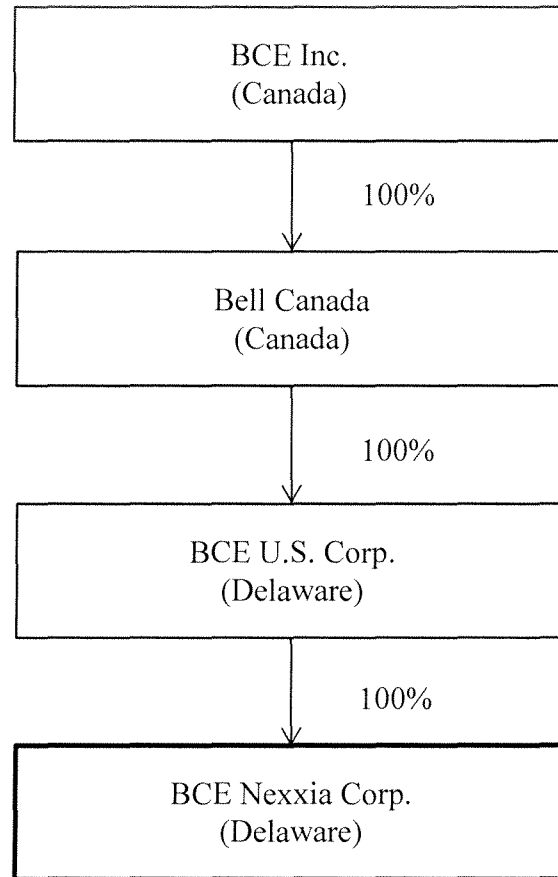 BCE Inc.
(Canada)
100%
Bell Canada
(Canada)
100%
BCE U.S. Corp.
(Delaware)
100%
BCE Nexxia Corp.
(Delaware)